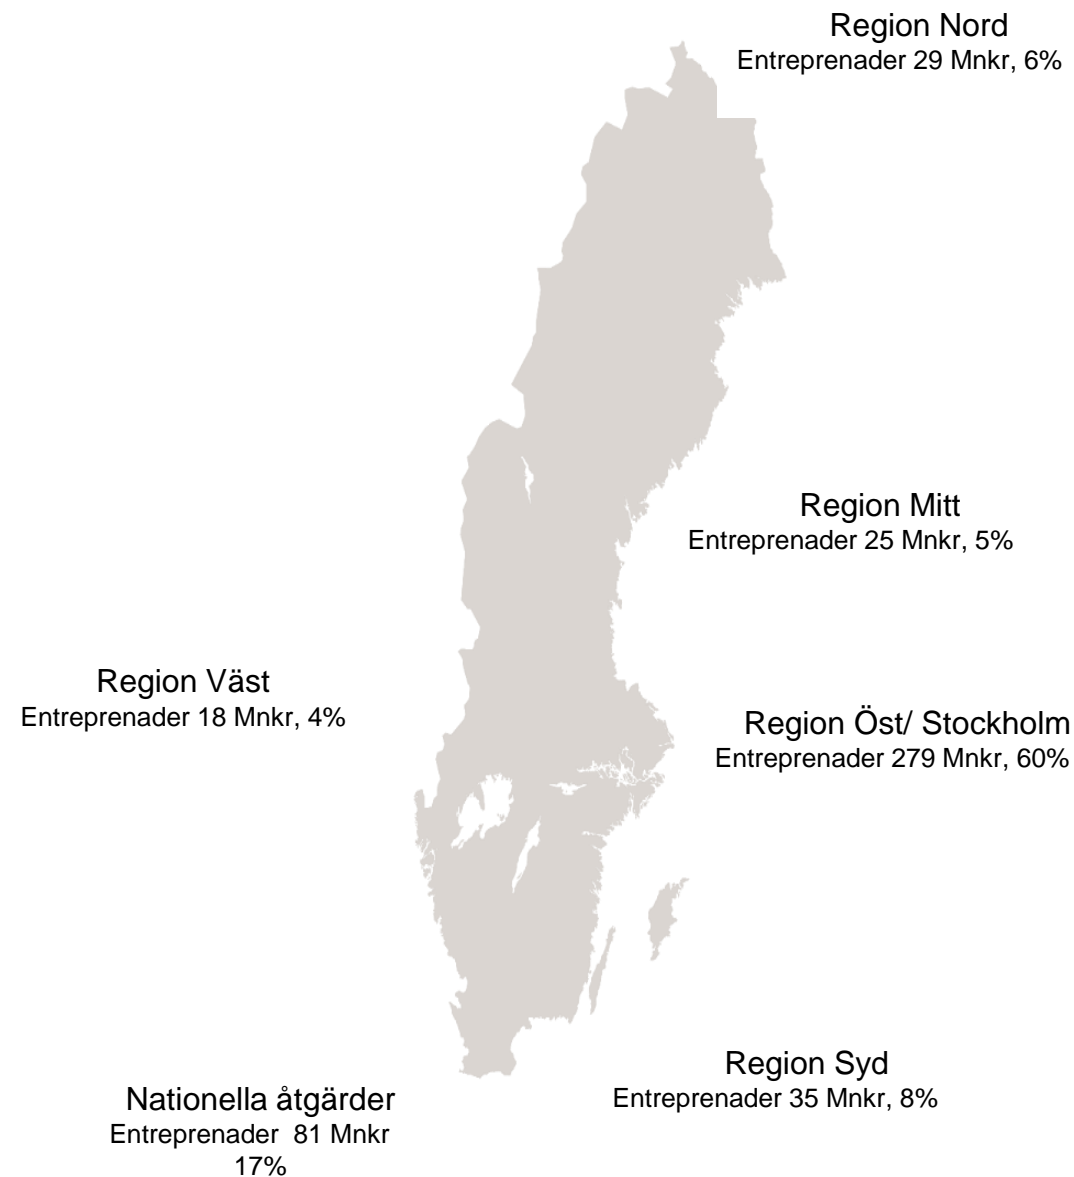 Region Nord
Entreprenader 29 Mnkr, 6%
Region Mitt
Entreprenader 25 Mnkr, 5%
Region Väst
Entreprenader 18 Mnkr, 4%
Region Öst/ Stockholm
Entreprenader 279 Mnkr, 60%
Region Syd
Entreprenader 35 Mnkr, 8%
Nationella åtgärder
Entreprenader 81 Mnkr
17%